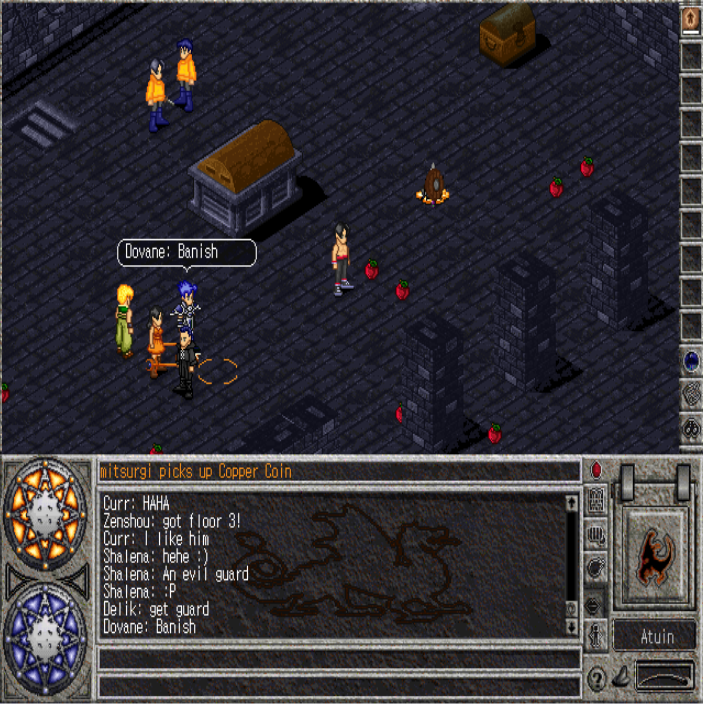 Dovane: Banish
mitsurgi picks up Copper Coin
Curr: HAHA
Zenshou: got floor 3!
Curr: I like him
Shalena: hehe :)
Shalena: An evil guard
Shalena: :P
Delik: get guard
Dovane: Banish
Atuin
?